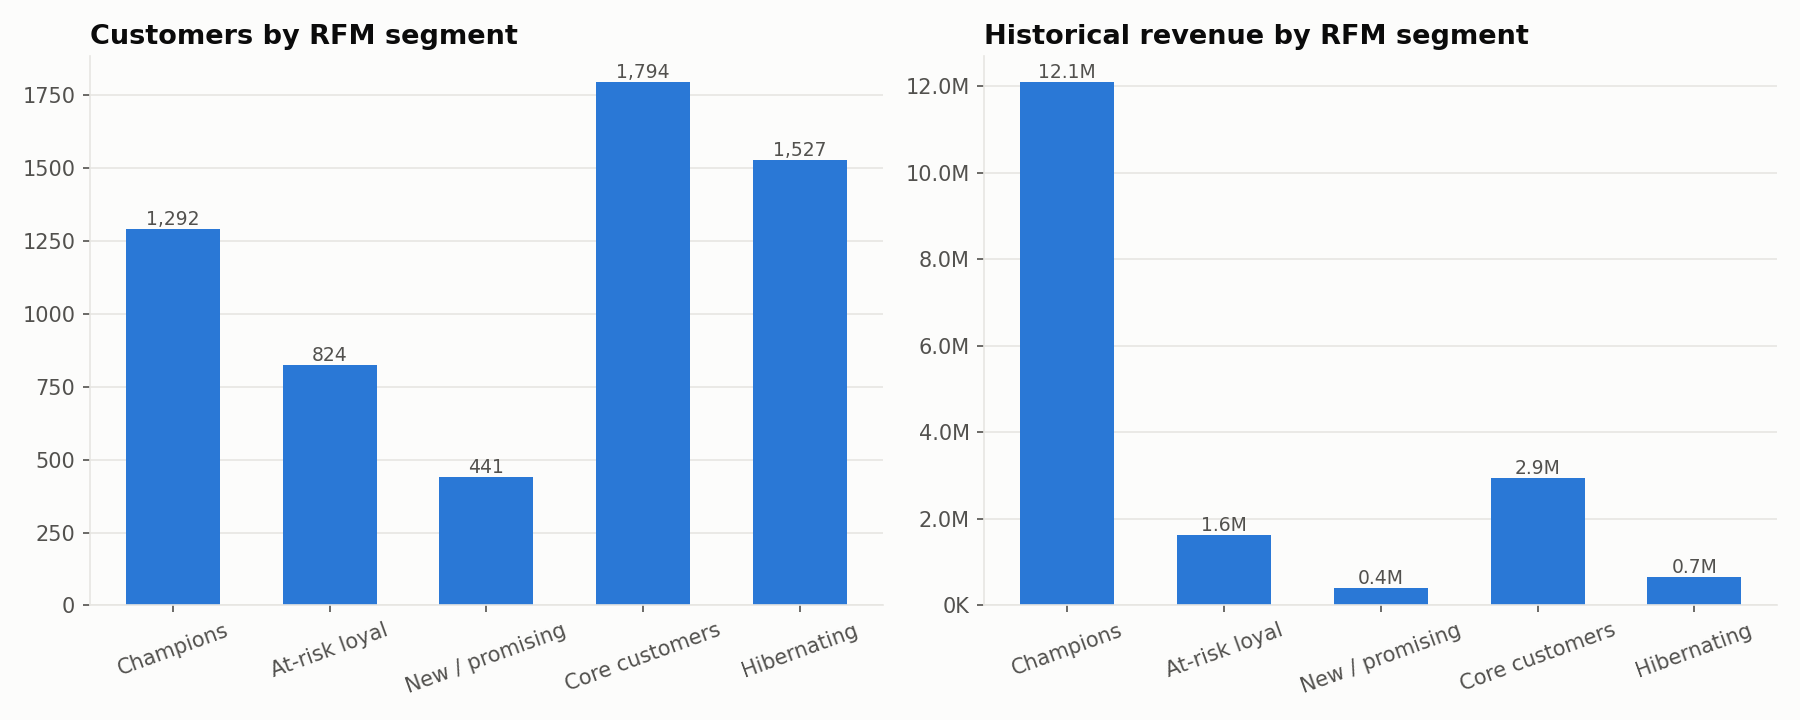 Customers by RFM segment
1750
1500
1250
1000
750
500
250
0
1,292
824
441
1,794
1,527
Champions
At-risk loyal
New / promising
Core customers
Hibernating
Historical revenue by RFM segment
12.0M
10.0M
8.0M
6.0M
4.0M
2.0M
0K
12.1M
1.6M
0.4M
2.9M
0.7M
Champions
At-risk loyal
New / promising
Core customers
Hibernating